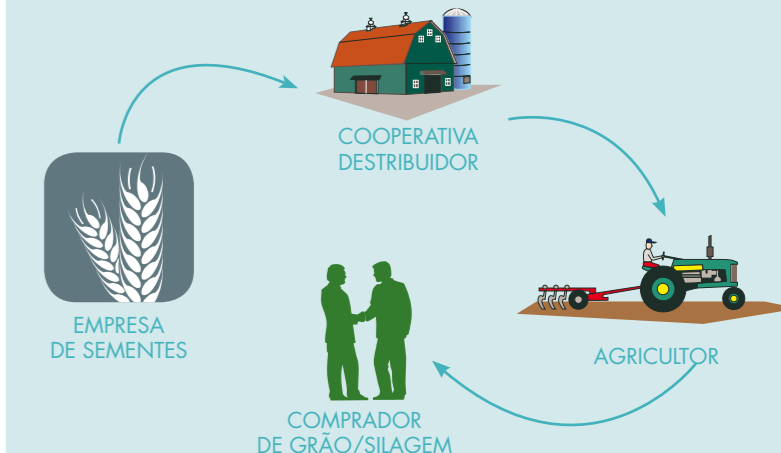 COOPERATIVA
DESTRIBUIDOR
EMPRESA
DE SEMENTES
AGRICULTOR
COMPRADOR
DE GRÃO/SILAGEM